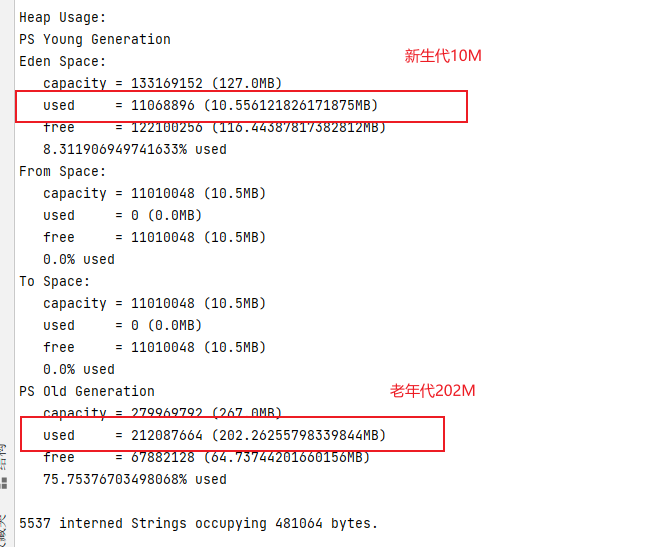 Heap Usage:
PS Young Generation
Eden Space:
新生代10M
capacity = 133169152 (127.0MB)
used = 11068896 (10.556121826171875MB)
free = 122100256 (116.44387817382812MB)
8.311906949741633% used
From Space:
capacity = 11010048 (10.5MB)
used = 0 (0.0MB)
free = 11010048 (10.5MB)
0.0% used
To Space:
capacity = 11010048 (10.5MB)
used = 0 (0.0MB)
free = 11010048 (10.5MB)
0.0% used
PS Old Generation
老年代202M
capacity = 279969792 (267.0MB)
used = 212087664 (202.26255798339844MB)
free = 67882128 (64.73744201660156MB)
75.75376703498068% used
5537 interned Strings occupying 481064 bytes.